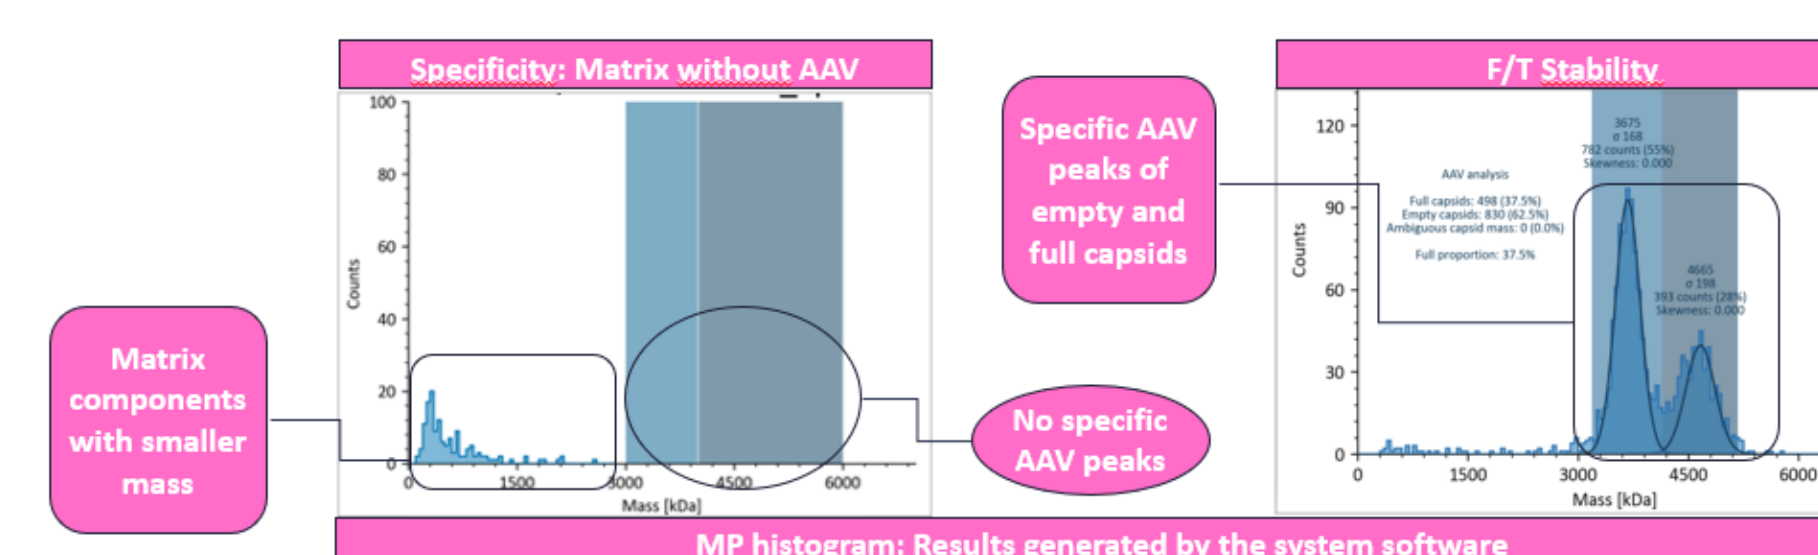 Specificity: Matrix without AAV
100
80
60
40
20
0
Counts
0 1500 3000 4500 6000
Mass [kDa]
Matrix
components
with smaller
mass
No specific
AAV peaks
Specific AAV
peaks of
empty and
full capsids
F/T Stability
120
90
60
30
0
Counts
3675
σ 168
782 counts (55%)
Skewness: 0.000
AAV analysis
Full capsids: 498 (37.5%)
Empty capsids: 830 (62.5%)
Ambiguous capsid mass: 0 (0.0%)
Full proportion: 37.5%
4665
σ 198
393 counts (28%)
Skewness: 0.000
0 1500 3000 4500 6000
Mass [kDa]
MP histogram: Results generated by the system software